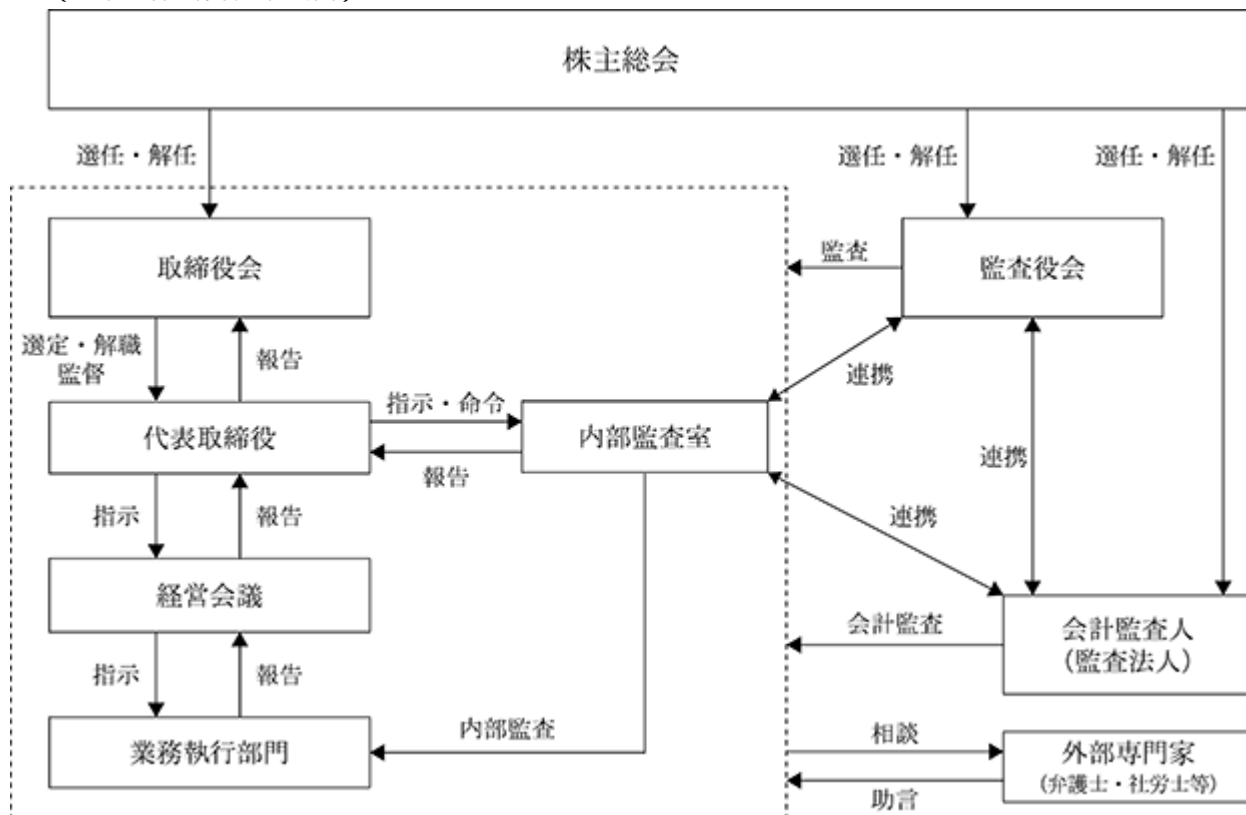 株主総会
選任・解任
選任・解任
選任・解任
取締役会
監査
監査役会
選定・解職
監督
報告
連携
代表取締役
指示・命令
報告
内部監査室
連携
連携
指示
報告
経営会議
会計監査
会計監査人
(監査法人)
指示
報告
業務執行部門
内部監査
相談
助言
外部専門家
(弁護士・社労士等)